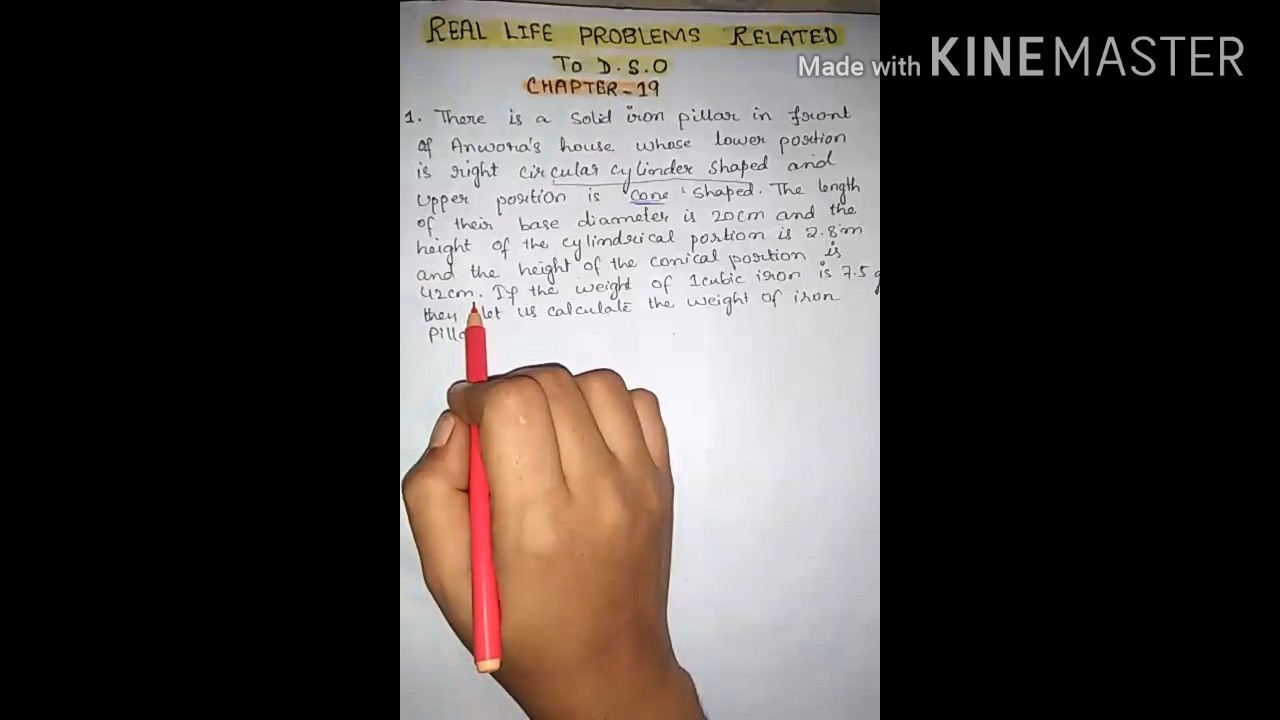 REAL LIFE PROBLEMS RELATED
TO D.S.O
CHAPTER-19
Made with KINEMASTER
1. There is a solid iron pillar in front
of Anwora's house whose lower portion
is right circular cylinder shaped and
upper portion is cone shaped. The length
of their base diameter is 20cm and the
height of the cylindrical portion is 2.8m
and the height of the conical portion is
42cm. If the weight of 1cubic iron is 7.5 g
then let us calculate the weight of iron